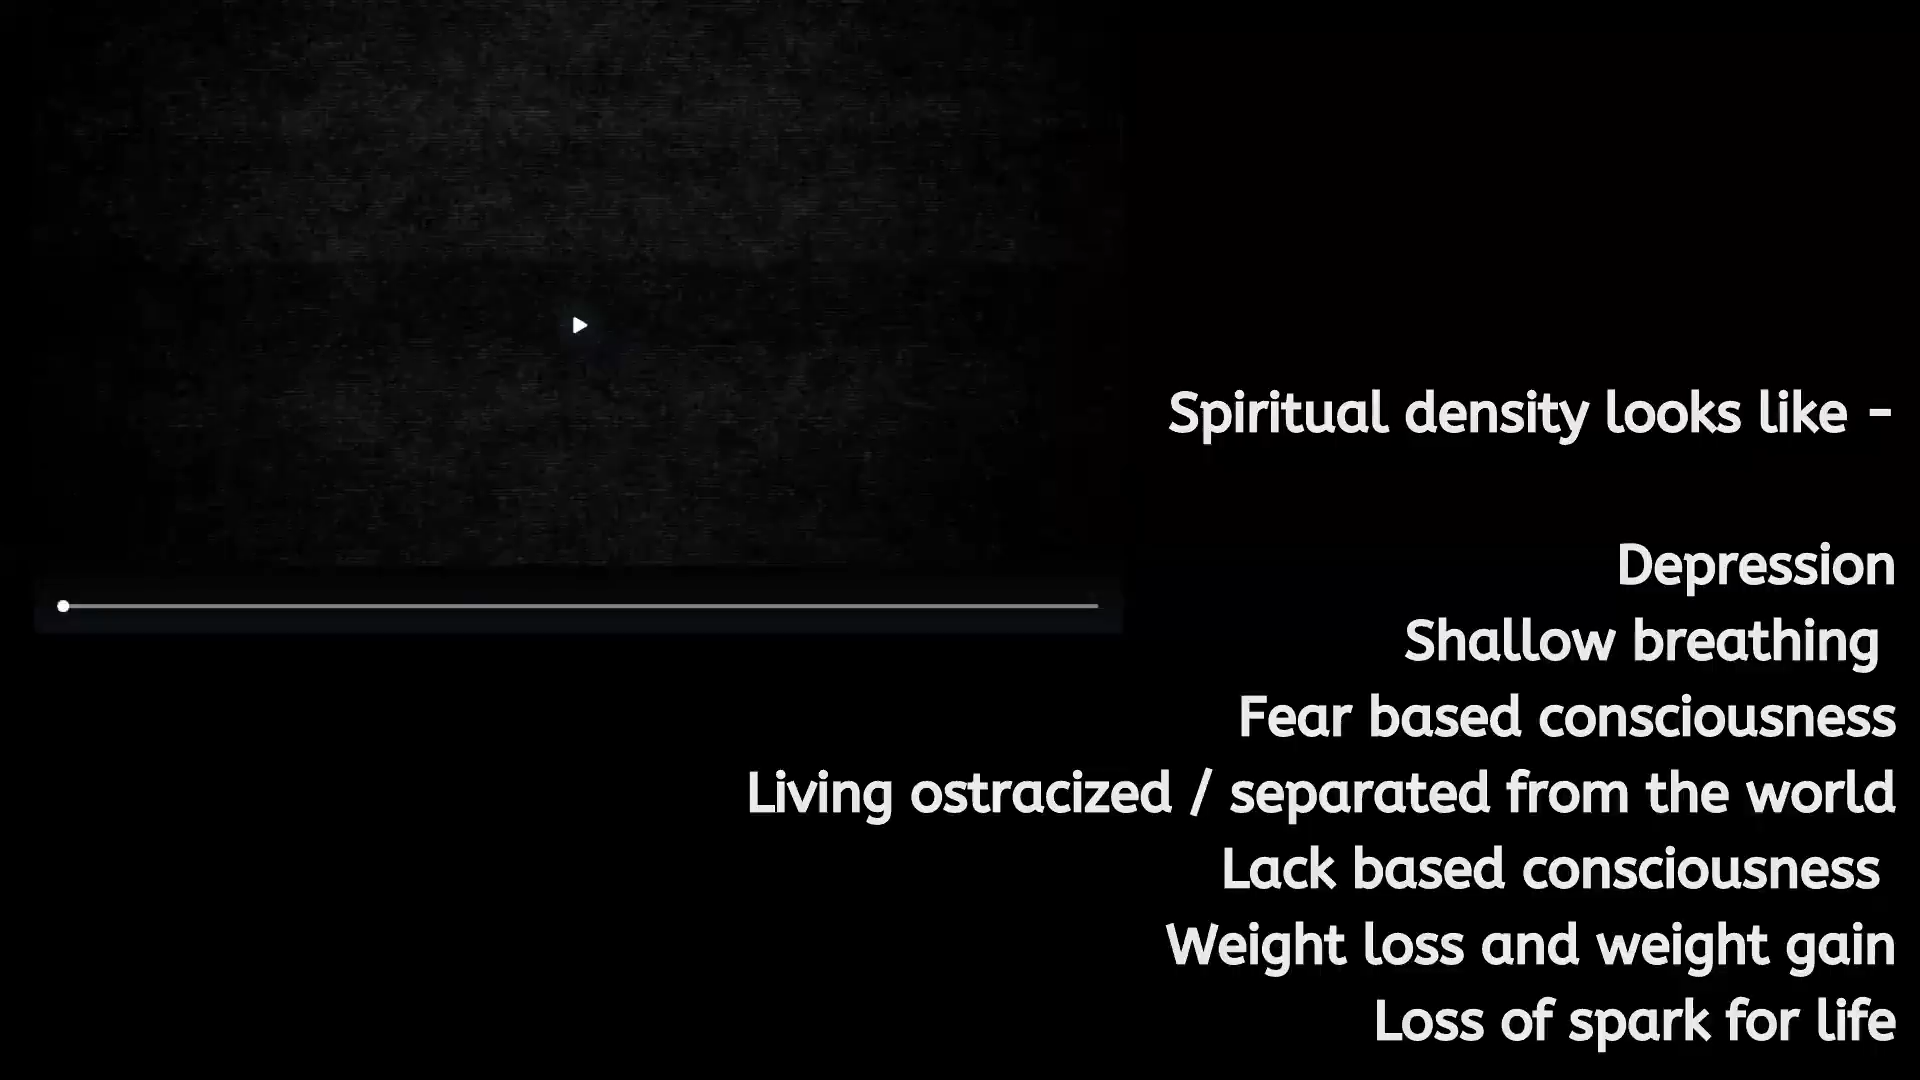 Spiritual density looks like -
Depression
Shallow breathing
Fear based consciousness
Living ostracized / separated from the world
Lack based consciousness
Weight loss and weight gain
Loss of spark for life